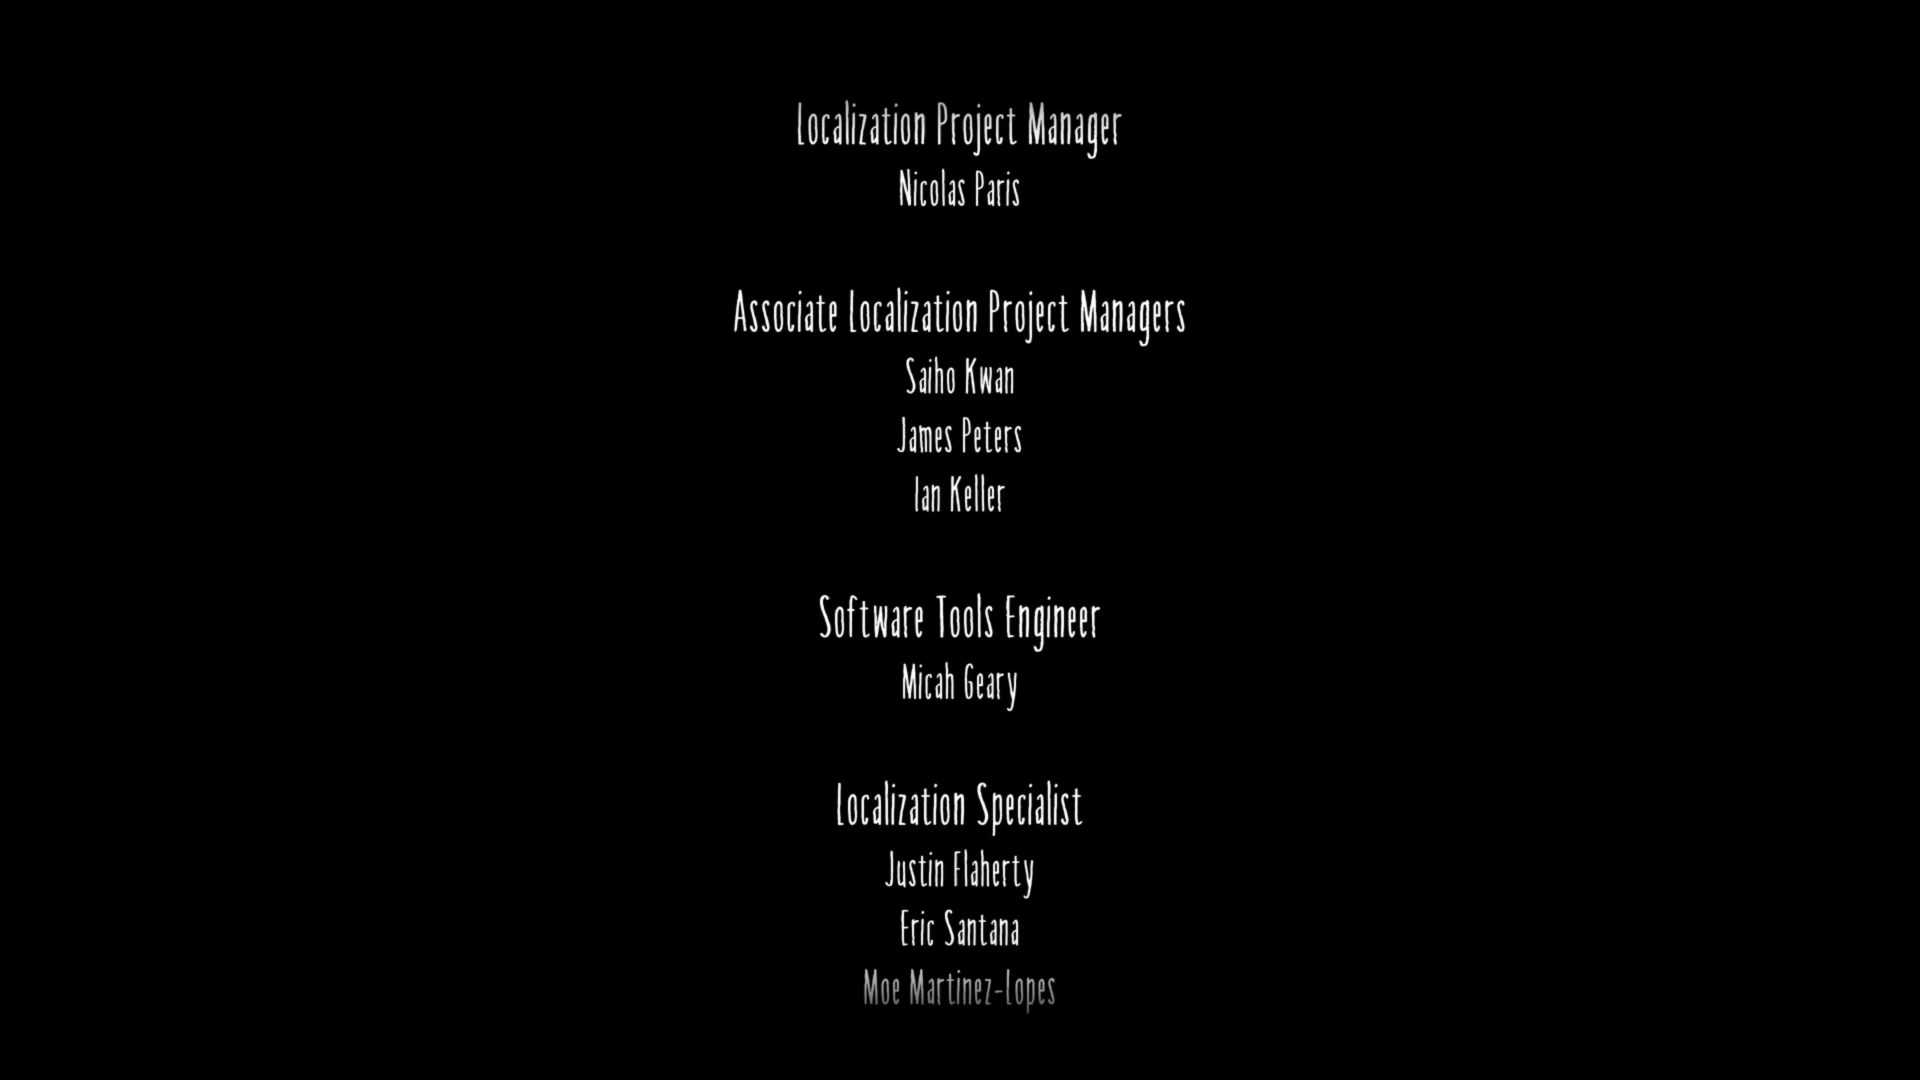 Localization Project Manager
Nicolas Paris
Associate Localization Project Managers
Saiho Kwan
James Peters
Ian Keller
Software Tools Engineer
Micah Geary
Localization Specialist
Justin Flaherty
Eric Santana
Moe Martinez-Lopes